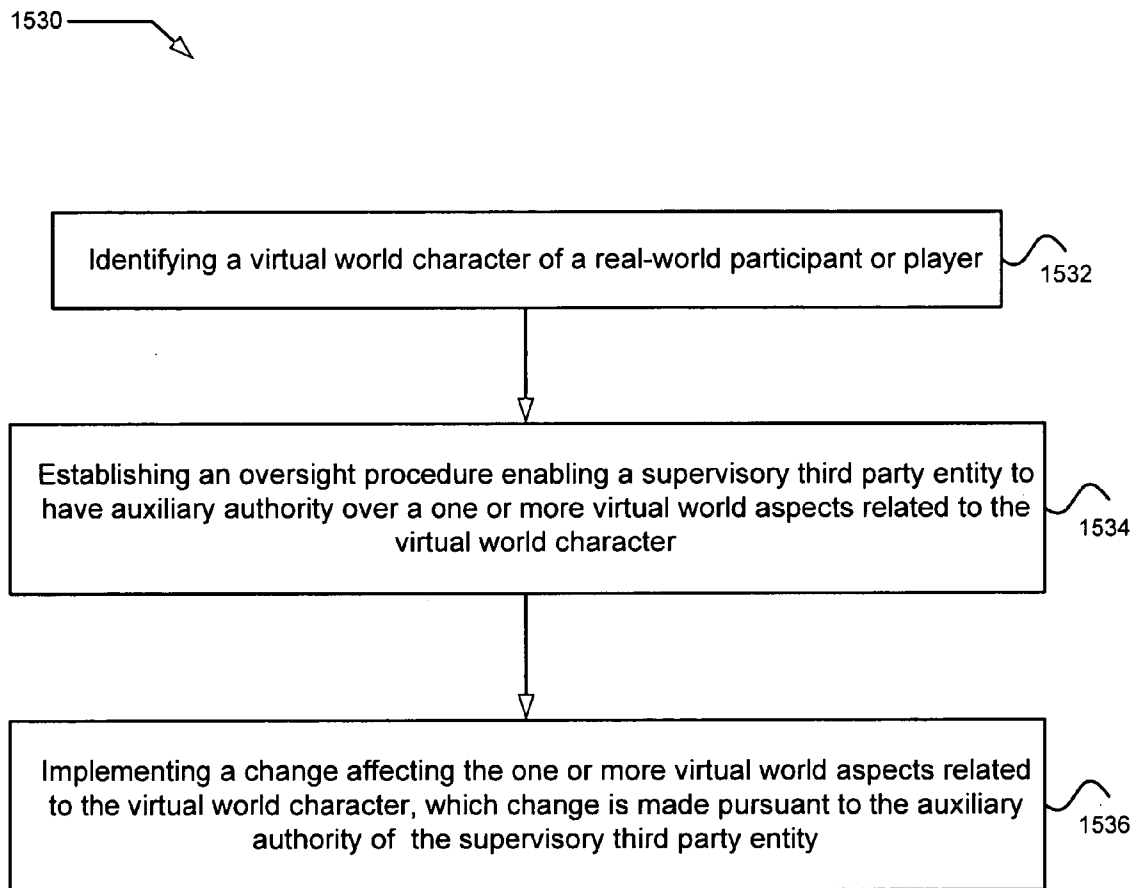 1530
Identifying a virtual world character of a real-world participant or player
1532
Establishing an oversight procedure enabling a supervisory third party entity to
have auxiliary authority over a one or more virtual world aspects related to the
virtual world character
1534
Implementing a change affecting the one or more virtual world aspects related
to the virtual world character, which change is made pursuant to the auxiliary
authority of the supervisory third party entity
1536